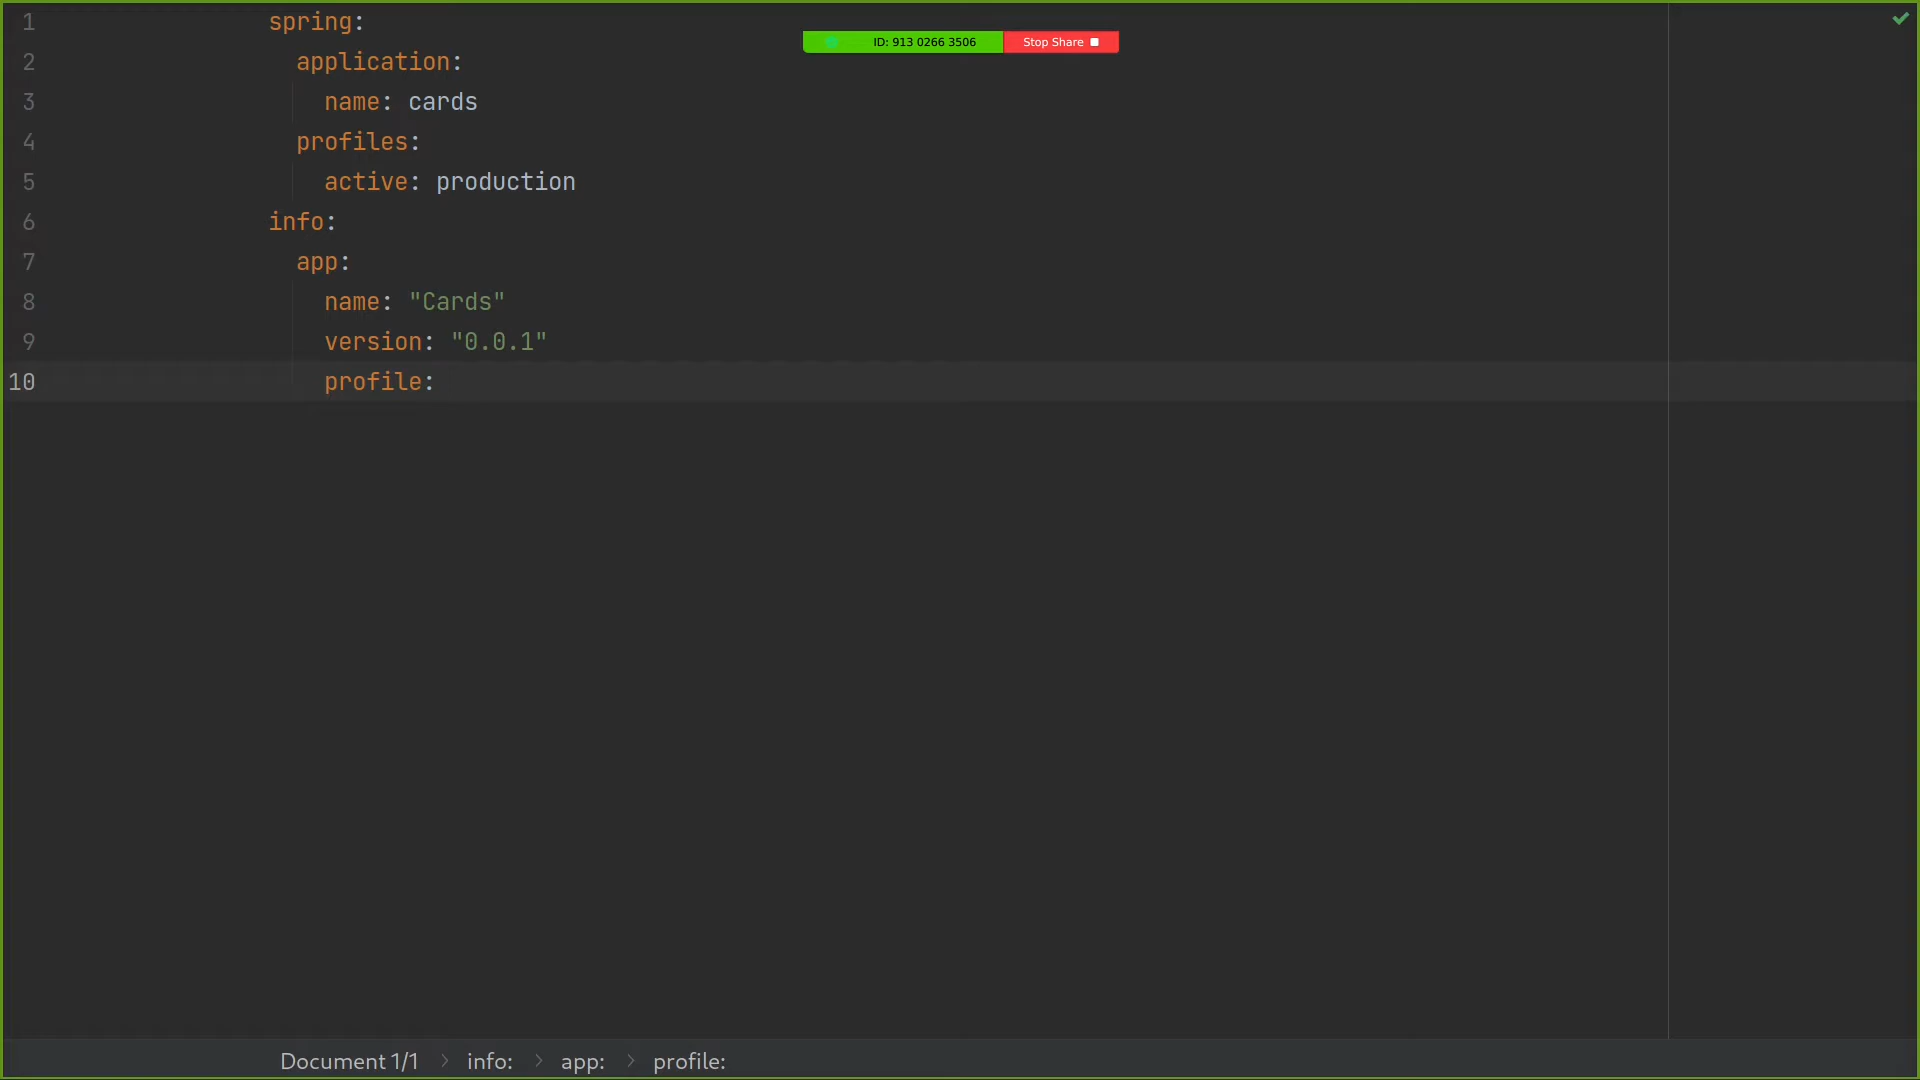 1 spring:
ID: 913 0266 3506 Stop Share
2 application:
3 name: cards
4 profiles:
5 active: production
6 info:
7 app:
8 name: "Cards"
9 version: "0.0.1"
10 profile:
Document 1/1 > info: > app: > profile: